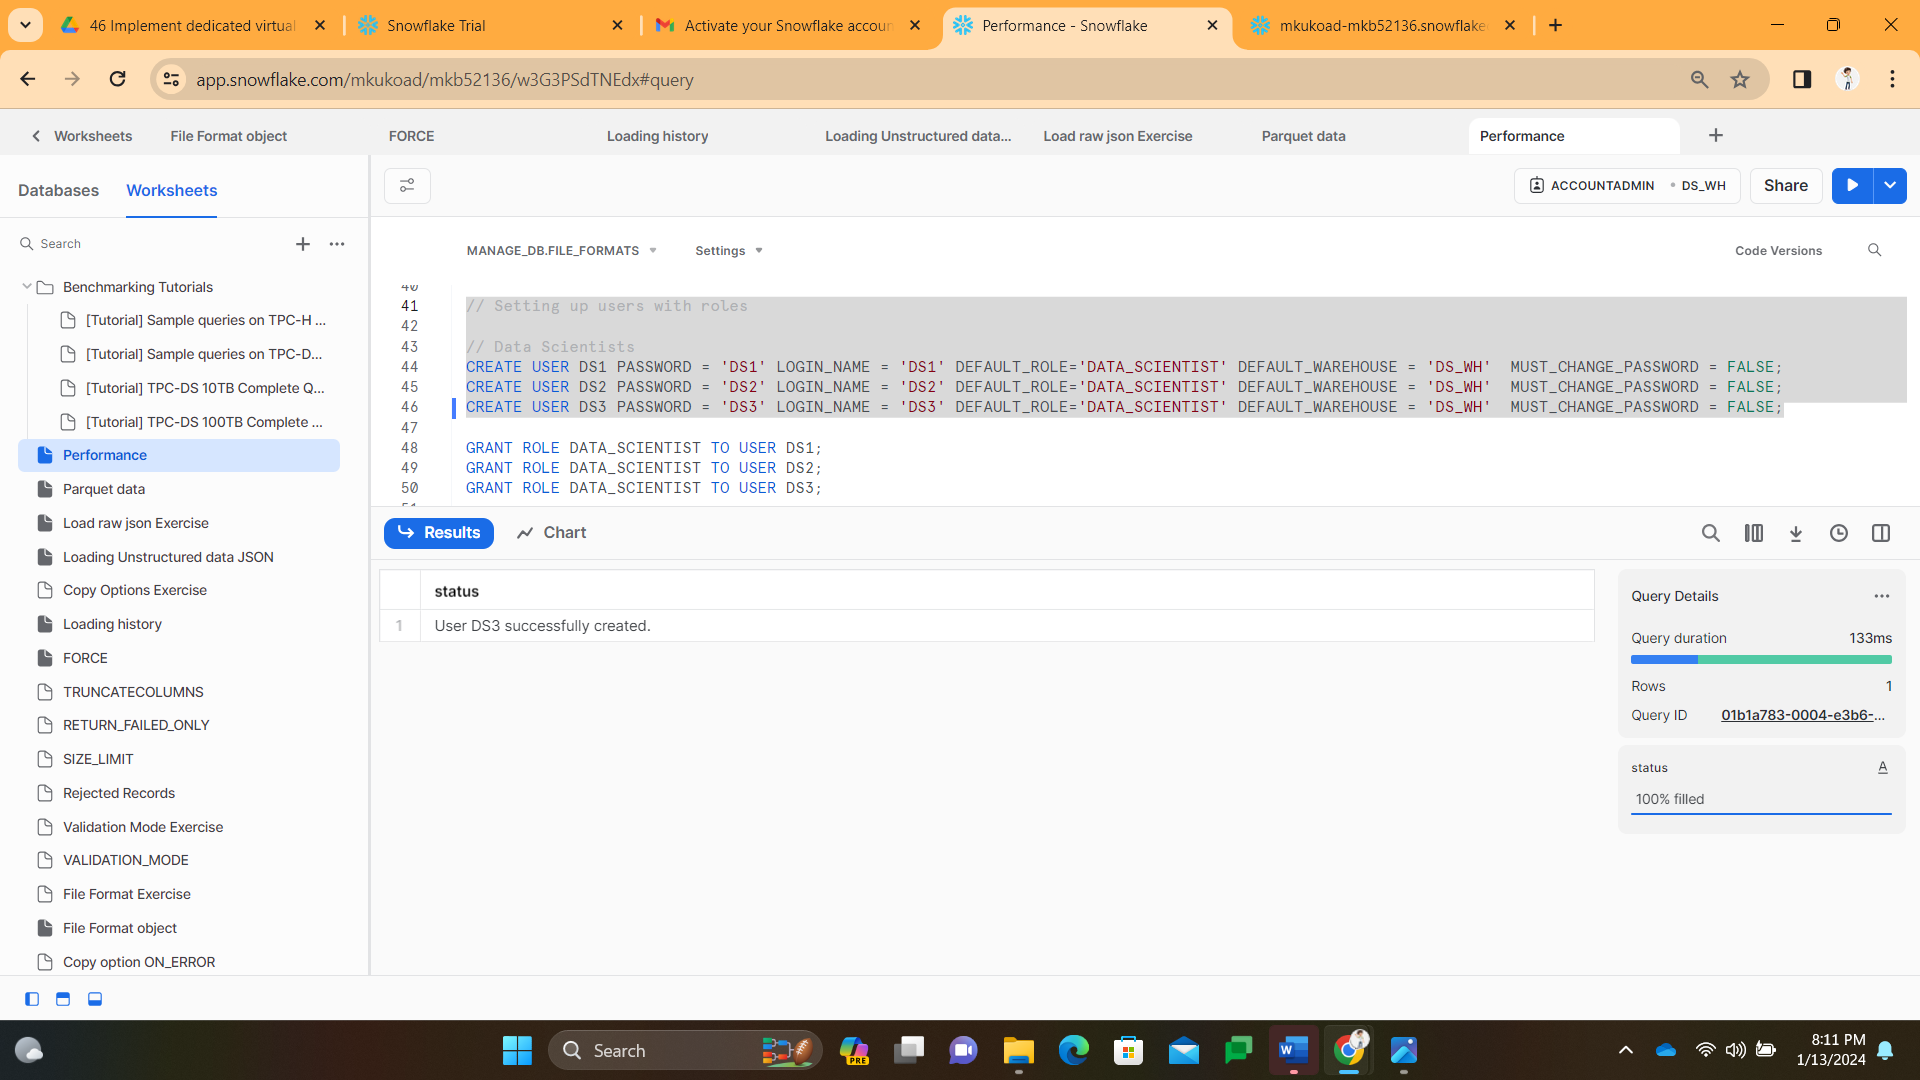 46 Implement dedicated virtual
Snowflake Trial
Activate your Snowflake accoun
Performance - Snowflake
mkukoad-mkb52136.snowflake
app.snowflake.com/mkukoad/mkb52136/w3G3PSdTNEdx#query
Worksheets
File Format object
FORCE
Loading history
Loading Unstructured data...
Load raw json Exercise
Parquet data
Performance
Databases
Worksheets
ACCOUNTADMIN
DS_WH
Share
Search
MANAGE_DB.FILE_FORMATS
Settings
Code Versions
Benchmarking Tutorials
[Tutorial] Sample queries on TPC-H ...
[Tutorial] Sample queries on TPC-D...
[Tutorial] TPC-DS 10TB Complete Q...
[Tutorial] TPC-DS 100TB Complete ...
Performance
Parquet data
Load raw json Exercise
Loading Unstructured data JSON
Copy Options Exercise
Loading history
FORCE
TRUNCATECOLUMNS
RETURN_FAILED_ONLY
SIZE_LIMIT
Rejected Records
Validation Mode Exercise
VALIDATION_MODE
File Format Exercise
File Format object
Copy option ON_ERROR
40
41 // Setting up users with roles
42
43 // Data Scientists
44 CREATE USER DS1 PASSWORD = 'DS1' LOGIN_NAME = 'DS1' DEFAULT_ROLE='DATA_SCIENTIST' DEFAULT_WAREHOUSE = 'DS_WH'  MUST_CHANGE_PASSWORD = FALSE;
45 CREATE USER DS2 PASSWORD = 'DS2' LOGIN_NAME = 'DS2' DEFAULT_ROLE='DATA_SCIENTIST' DEFAULT_WAREHOUSE = 'DS_WH'  MUST_CHANGE_PASSWORD = FALSE;
46 CREATE USER DS3 PASSWORD = 'DS3' LOGIN_NAME = 'DS3' DEFAULT_ROLE='DATA_SCIENTIST' DEFAULT_WAREHOUSE = 'DS_WH'  MUST_CHANGE_PASSWORD = FALSE;
47
48 GRANT ROLE DATA_SCIENTIST TO USER DS1;
49 GRANT ROLE DATA_SCIENTIST TO USER DS2;
50 GRANT ROLE DATA_SCIENTIST TO USER DS3;
Results
Chart
status
1 User DS3 successfully created.
Query Details
Query duration 133ms
Rows 1
Query ID 01b1a783-0004-e3b6-...
status A
100% filled
Search
PRE
8:11 PM
1/13/2024